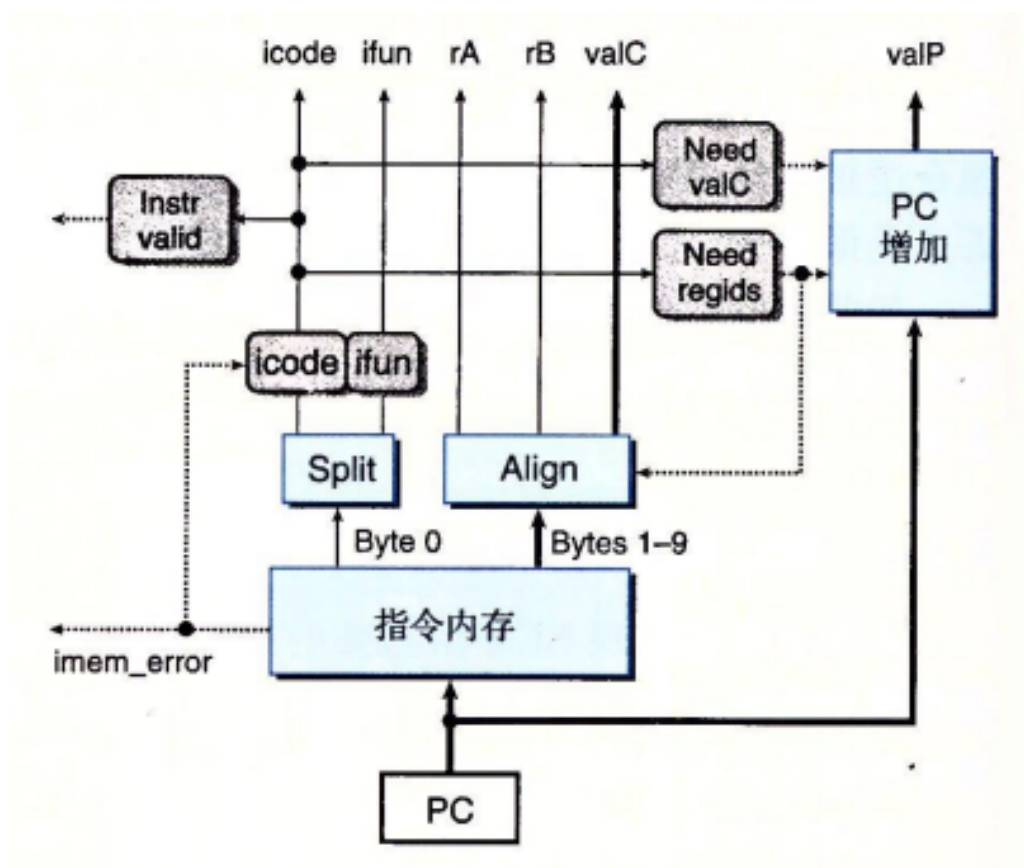 icode ifun rA rB valC valP
Need
valC
Instr
valid
PC
增加
Need
regids
icode ifun
Split
Align
Byte 0
Bytes 1–9
指令内存
imem_error
PC